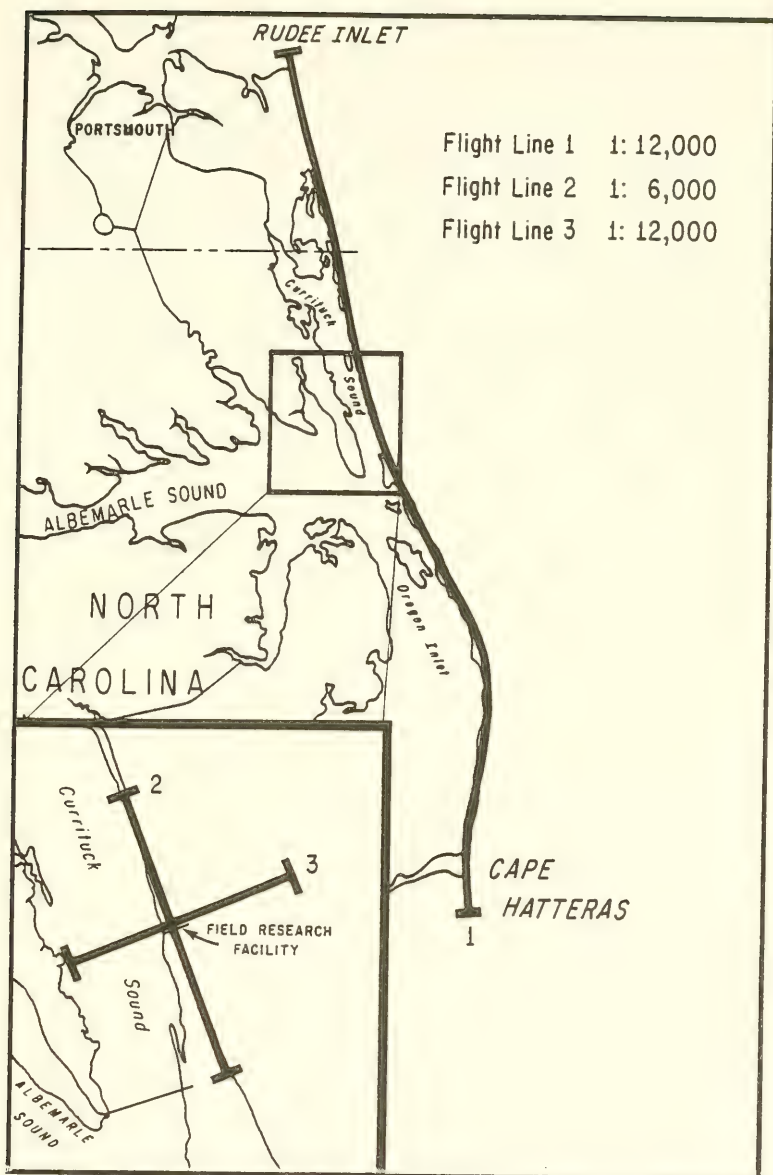 RUDEE INLET
PORTSMOUTH
Flight Line 1 1: 12,000
Flight Line 2 1: 6,000
Flight Line 3 1: 12,000
Currituck
Sound
ALBEMARLE SOUND
NORTH
CAROLINA
Oregon Inlet
CAPE
HATTERAS
1
2
3
Currituck
Sound
FIELD RESEARCH
FACILITY
ALBEMARLE
SOUND